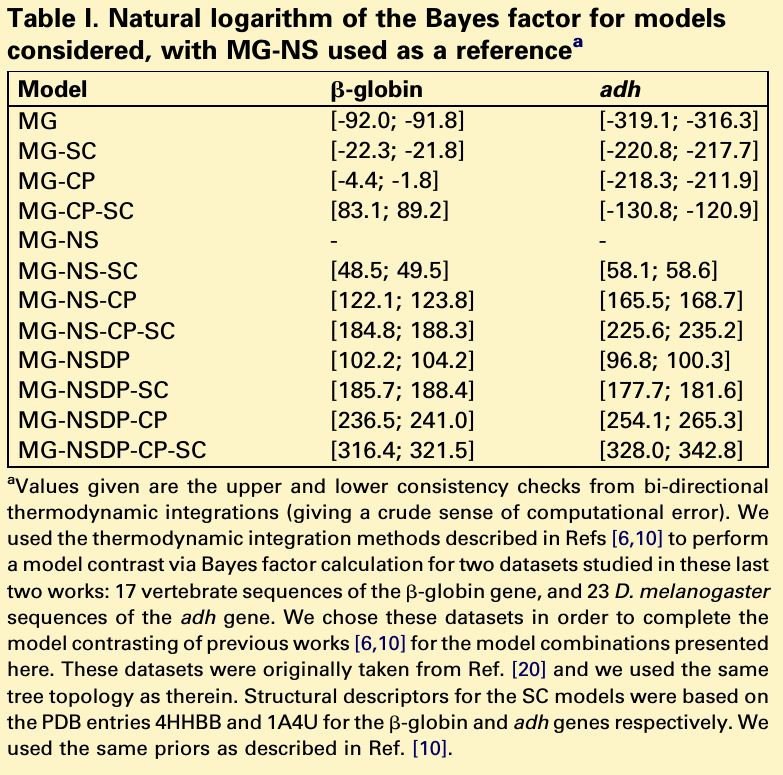 Table I. Natural logarithm of the Bayes factor for models
considered, with MG-NS used as a referenceᵃ
Model β-globin adh
MG [-92.0; -91.8] [-319.1; -316.3]
MG-SC [-22.3; -21.8] [-220.8; -217.7]
MG-CP [-4.4; -1.8] [-218.3; -211.9]
MG-CP-SC [83.1; 89.2] [-130.8; -120.9]
MG-NS - -
MG-NS-SC [48.5; 49.5] [58.1; 58.6]
MG-NS-CP [122.1; 123.8] [165.5; 168.7]
MG-NS-CP-SC [184.8; 188.3] [225.6; 235.2]
MG-NSDP [102.2; 104.2] [96.8; 100.3]
MG-NSDP-SC [185.7; 188.4] [177.7; 181.6]
MG-NSDP-CP [236.5; 241.0] [254.1; 265.3]
MG-NSDP-CP-SC [316.4; 321.5] [328.0; 342.8]
ᵃValues given are the upper and lower consistency checks from bi-directional
thermodynamic integrations (giving a crude sense of computational error). We
used the thermodynamic integration methods described in Refs [6,10] to perform
a model contrast via Bayes factor calculation for two datasets studied in these last
two works: 17 vertebrate sequences of the β-globin gene, and 23 D. melanogaster
sequences of the adh gene. We chose these datasets in order to complete the
model contrasting of previous works [6,10] for the model combinations presented
here. These datasets were originally taken from Ref. [20] and we used the same
tree topology as therein. Structural descriptors for the SC models were based on
the PDB entries 4HHBB and 1A4U for the β-globin and adh genes respectively. We
used the same priors as described in Ref. [10].